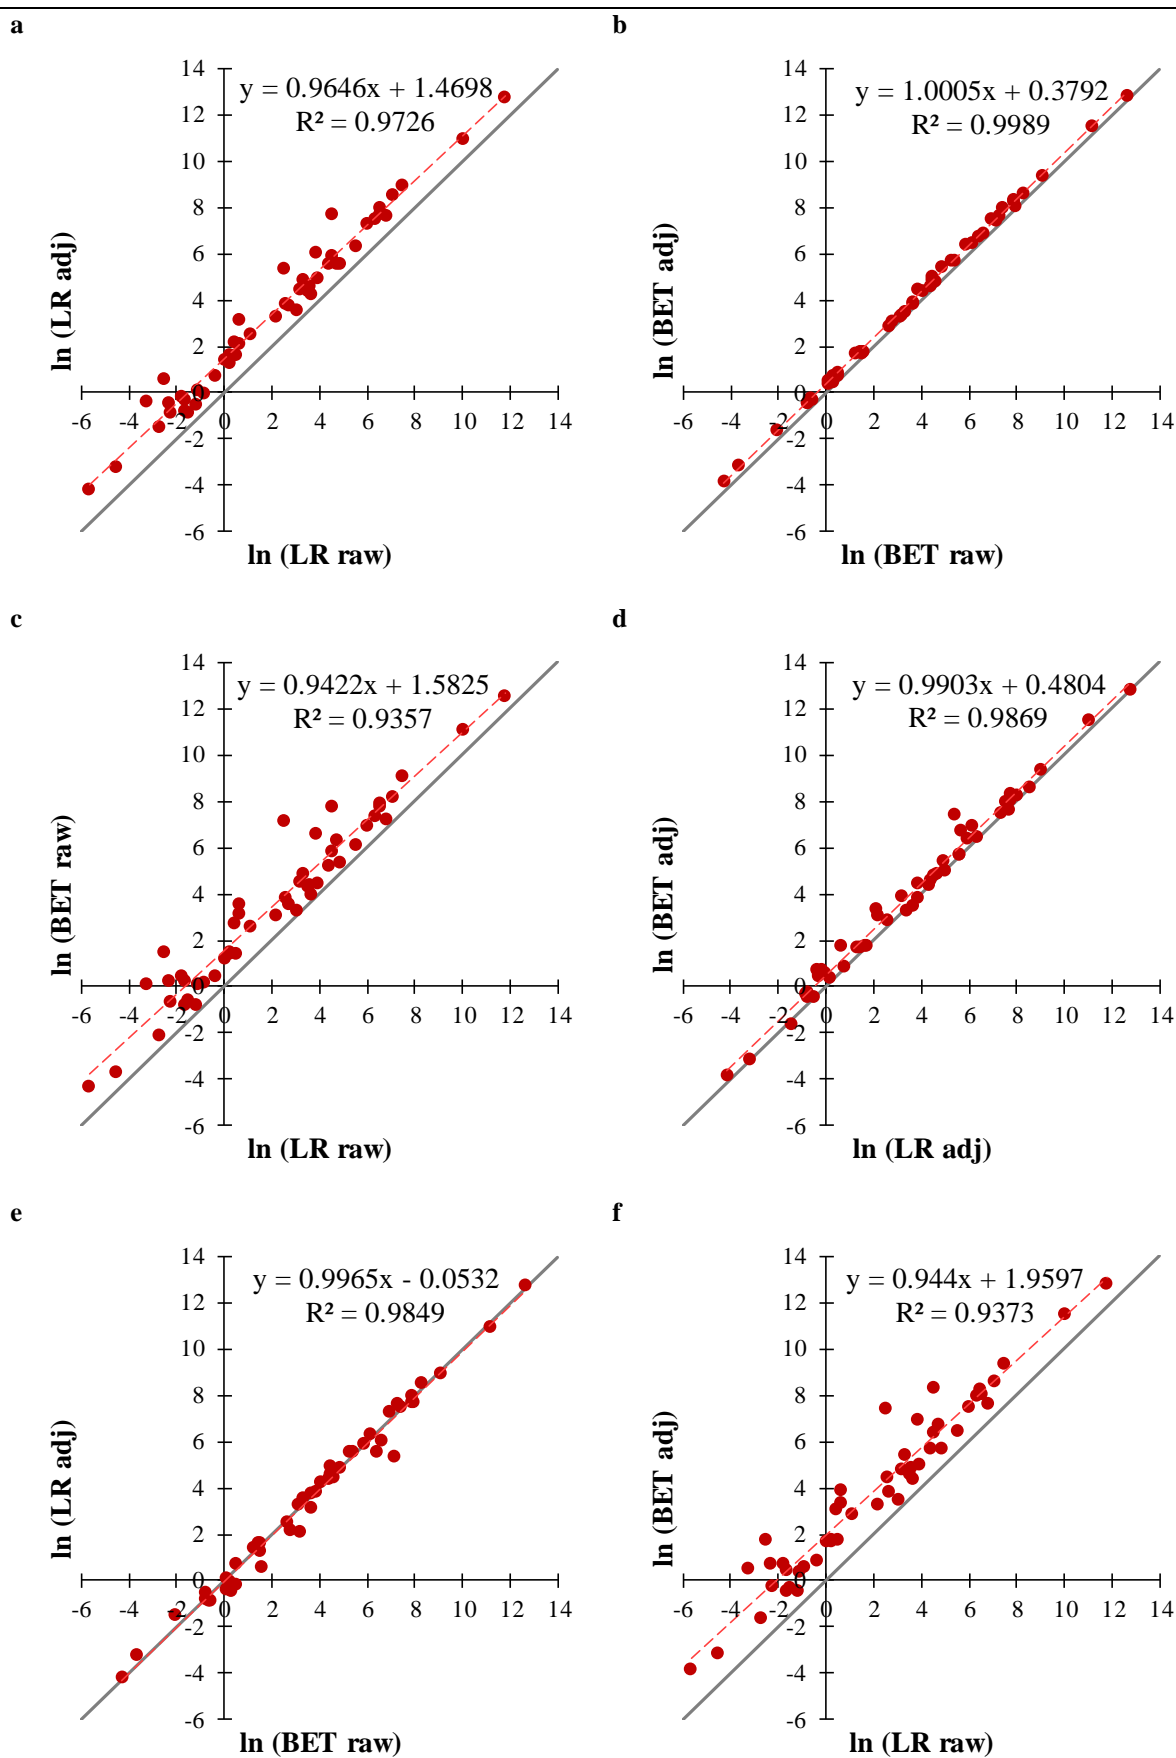 a
y = 0.9646x + 1.4698
R² = 0.9726
14
12
10
8
6
4
2
0
-2
-4
-6
-6 -4 -2 0 2 4 6 8 10 12 14
ln (LR adj)
ln (LR raw)
b
y = 1.0005x + 0.3792
R² = 0.9989
14
12
10
8
6
4
2
0
-2
-4
-6
-6 -4 -2 0 2 4 6 8 10 12 14
ln (BET adj)
ln (BET raw)
c
y = 0.9422x + 1.5825
R² = 0.9357
14
12
10
8
6
4
2
0
-2
-4
-6
-6 -4 -2 0 2 4 6 8 10 12 14
ln (BET raw)
ln (LR raw)
d
y = 0.9903x + 0.4804
R² = 0.9869
14
12
10
8
6
4
2
0
-2
-4
-6
-6 -4 -2 0 2 4 6 8 10 12 14
ln (BET adj)
ln (LR adj)
e
y = 0.9965x - 0.0532
R² = 0.9849
14
12
10
8
6
4
2
0
-2
-4
-6
-6 -4 -2 0 2 4 6 8 10 12 14
ln (LR adj)
ln (BET raw)
f
y = 0.944x + 1.9597
R² = 0.9373
14
12
10
8
6
4
2
0
-2
-4
-6
-6 -4 -2 0 2 4 6 8 10 12 14
ln (BET adj)
ln (LR raw)